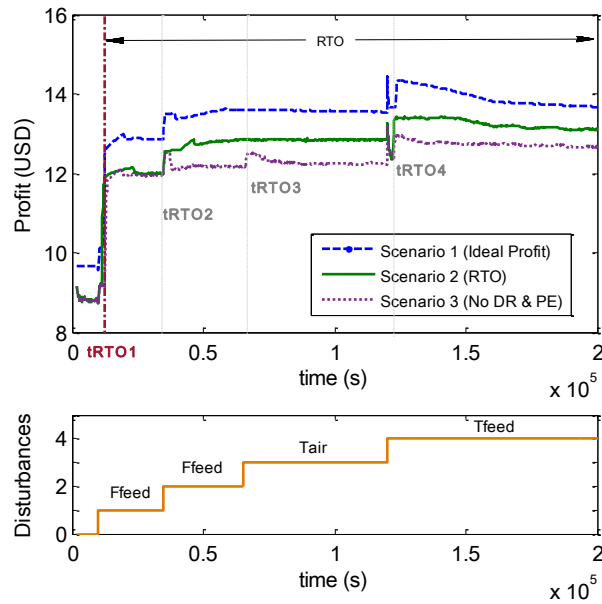 16
RTO
14
12
10
8
Profit (USD)
tRTO2
tRTO3
tRTO4
Scenario 1 (Ideal Profit)
Scenario 2 (RTO)
Scenario 3 (No DR & PE)
tRTO1
0 0.5 1 1.5 2
time (s)
x 10^5
Disturbances
4
2
0
Ffeed
Ffeed
Tair
Tfeed
0 0.5 1 1.5 2
time (s)
x 10^5